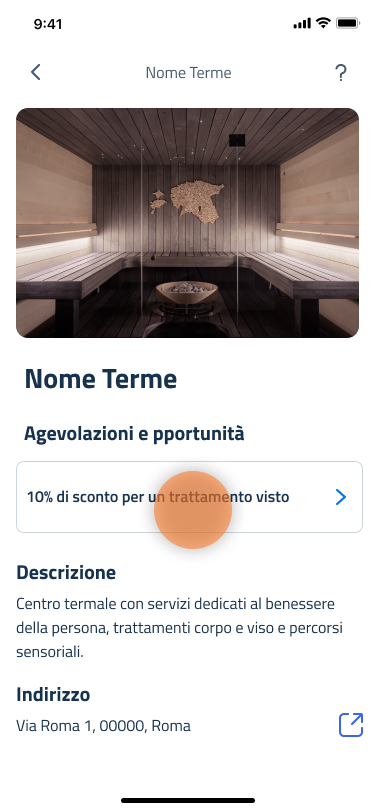 9:41
Nome Terme
?
Nome Terme
Agevolazioni e pportunità
10% di sconto per un trattamento visto
Descrizione
Centro termale con servizi dedicati al benessere
della persona, trattamenti corpo e viso e percorsi
sensoriali.
Indirizzo
Via Roma 1, 00000, Roma